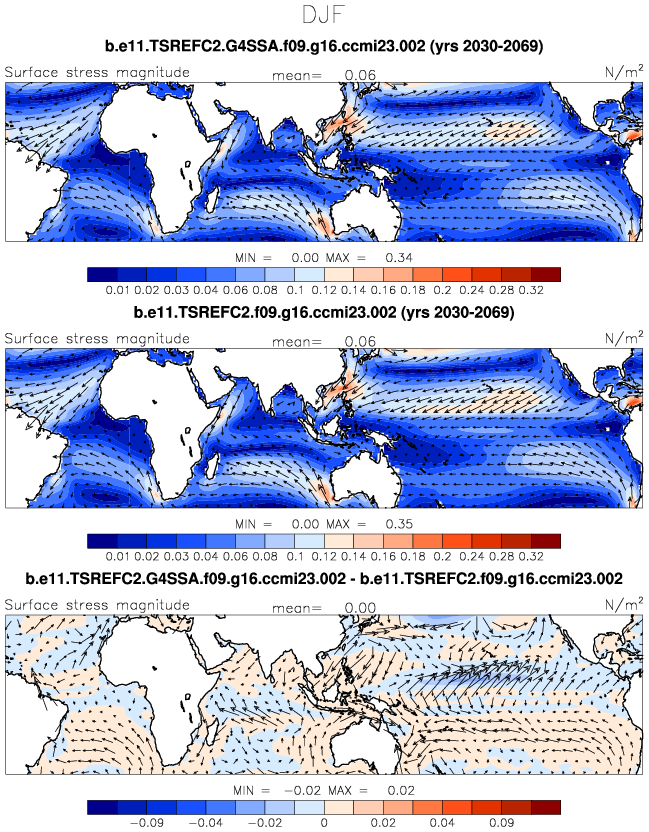 DJF
b.e11.TSREFC2.G4SSA.f09.g16.ccmi23.002 (yrs 2030-2069)
Surface stress magnitude mean= 0.06 N/m²
MIN = 0.00 MAX = 0.34
0.01 0.02 0.03 0.04 0.06 0.08 0.1 0.12 0.14 0.16 0.18 0.2 0.24 0.28 0.32
b.e11.TSREFC2.f09.g16.ccmi23.002 (yrs 2030-2069)
Surface stress magnitude mean= 0.06 N/m²
MIN = 0.00 MAX = 0.35
0.01 0.02 0.03 0.04 0.06 0.08 0.1 0.12 0.14 0.16 0.18 0.2 0.24 0.28 0.32
b.e11.TSREFC2.G4SSA.f09.g16.ccmi23.002 - b.e11.TSREFC2.f09.g16.ccmi23.002
Surface stress magnitude mean= 0.00 N/m²
MIN = −0.02 MAX = 0.02
−0.09 −0.04 −0.02 0 0.02 0.04 0.09